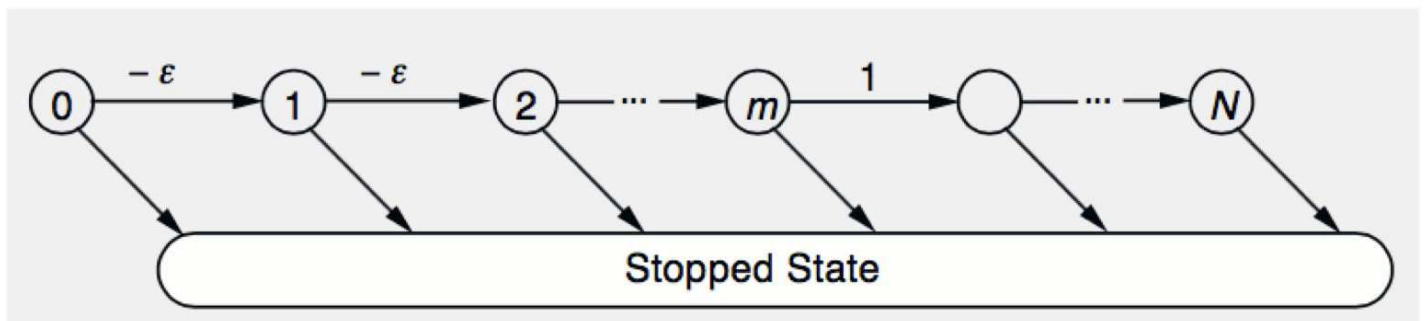 − ε − ε 1
0 1 2 ... m ... N
Stopped State